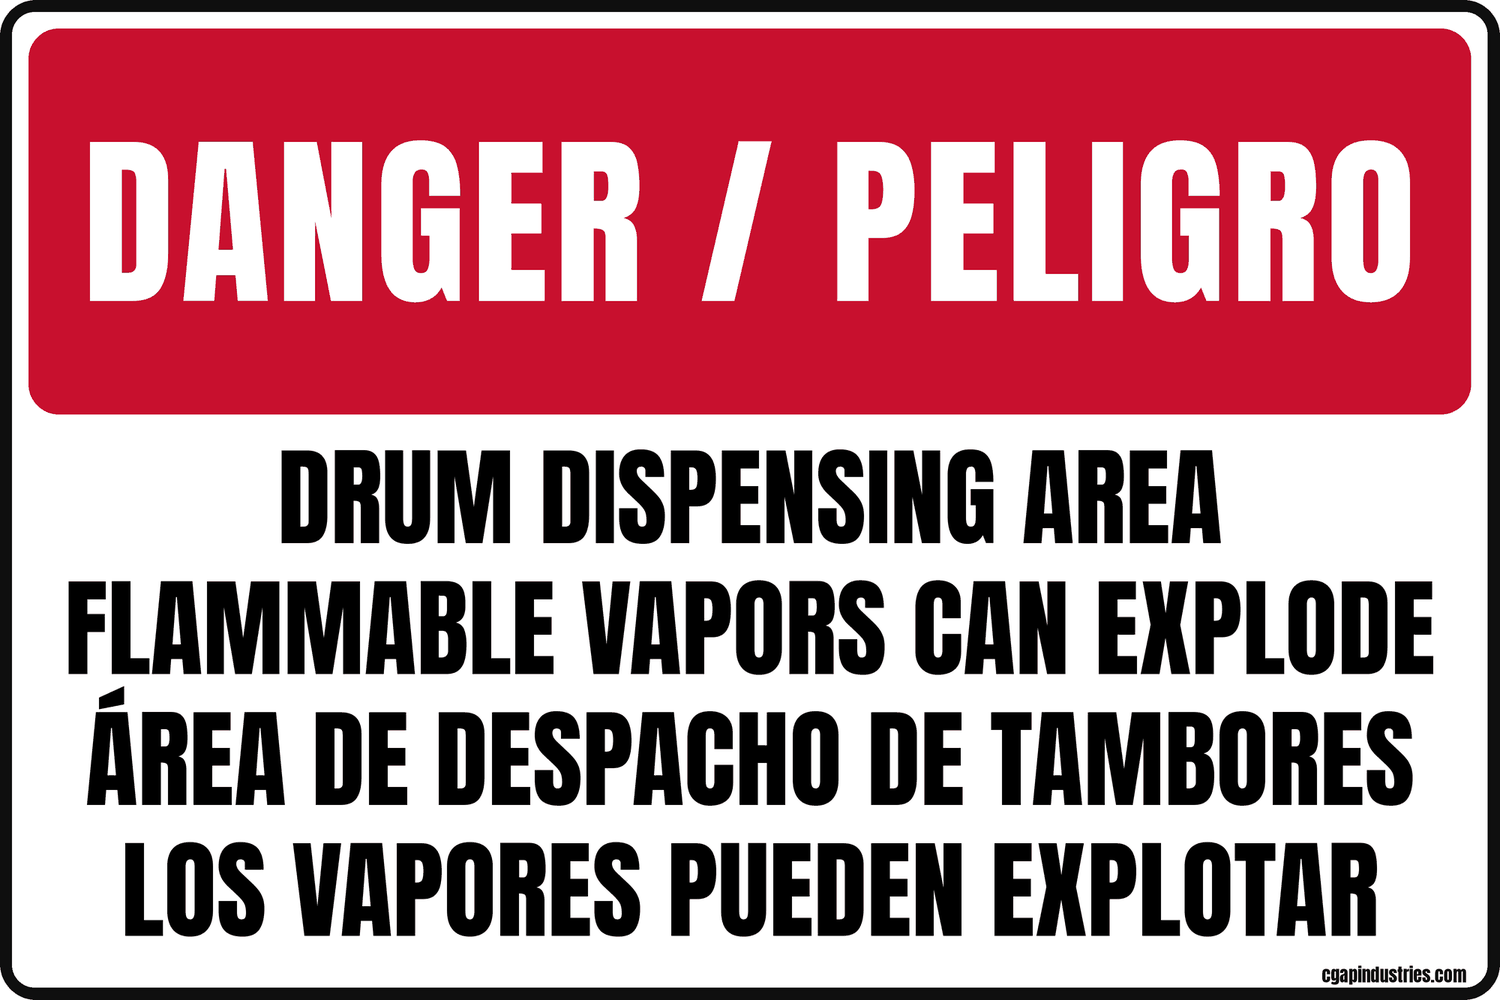 DANGER / PELIGRO
DRUM DISPENSING AREA
FLAMMABLE VAPORS CAN EXPLODE
ÁREA DE DESPACHO DE TAMBORES
LOS VAPORES PUEDEN EXPLOTAR
cgapindustries.com